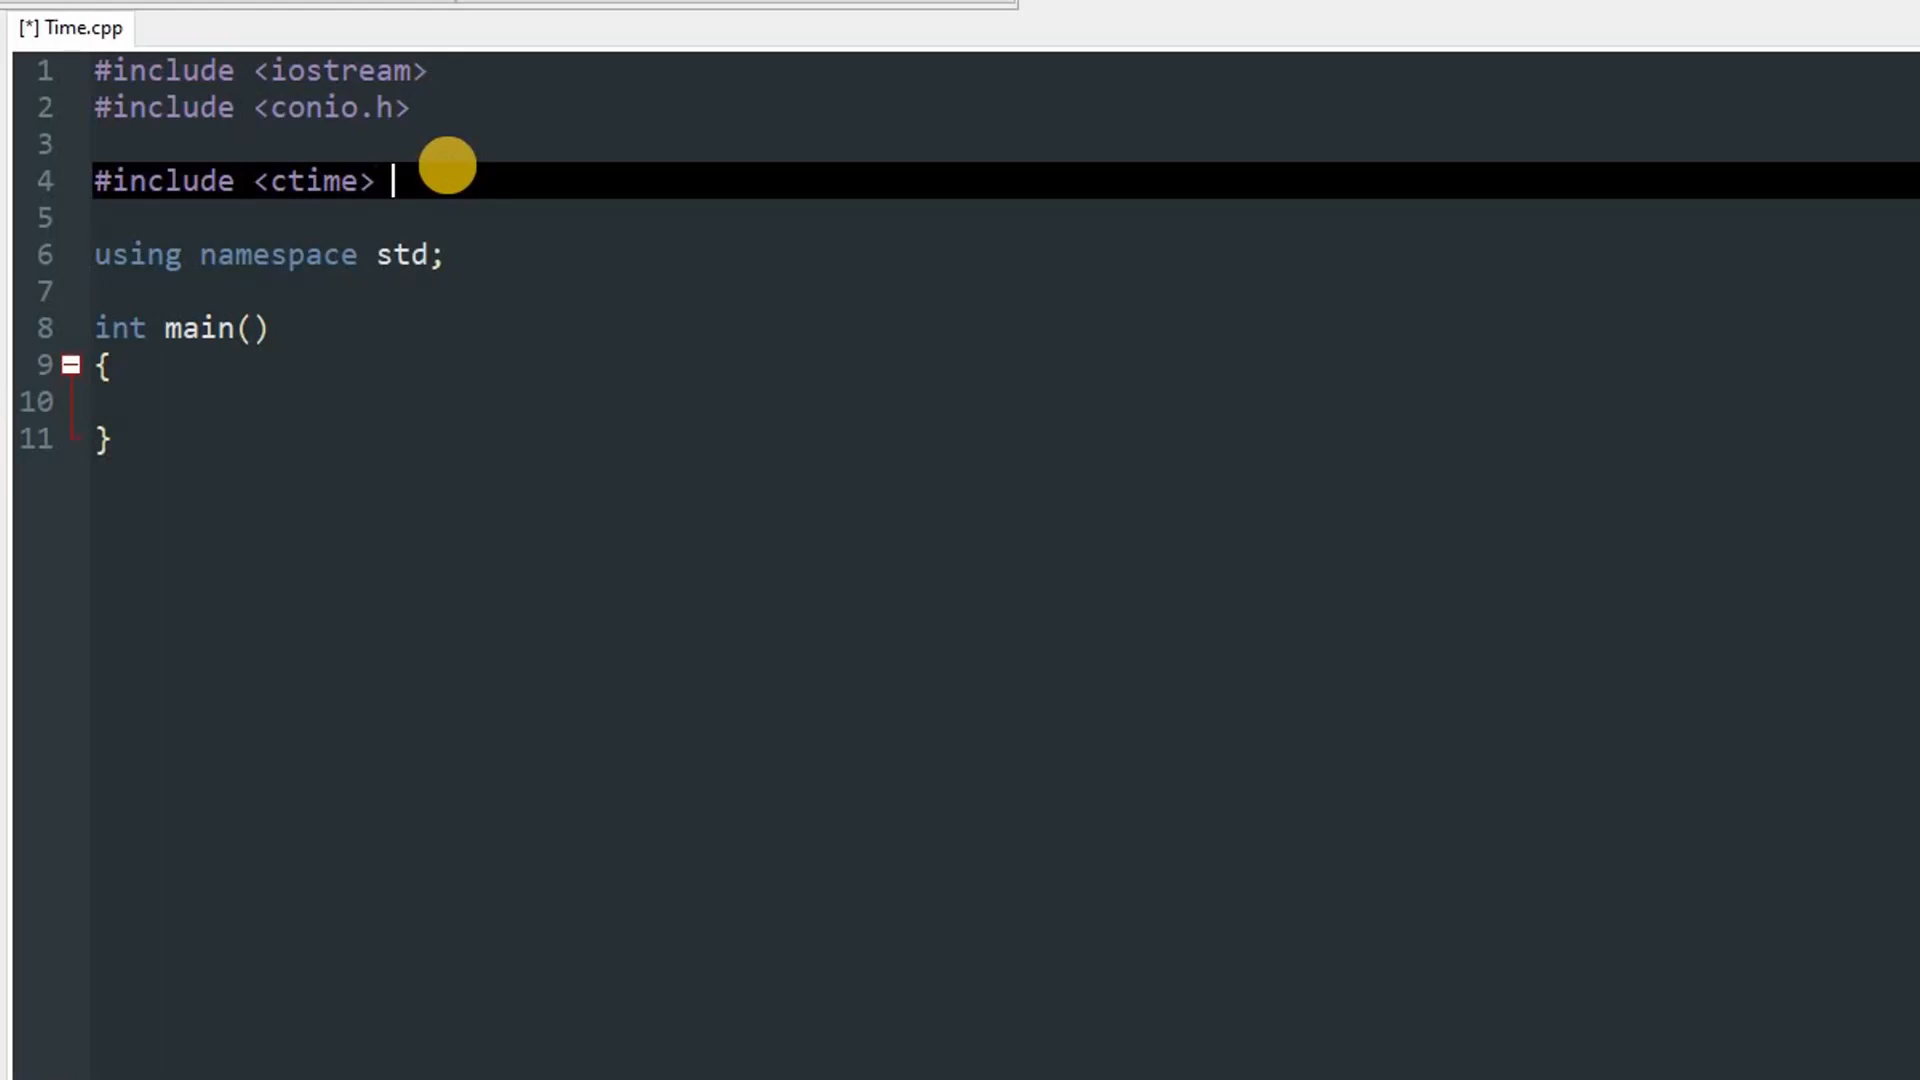 [*] Time.cpp
1 #include <iostream>
2 #include <conio.h>
3
4 #include <ctime>
5
6 using namespace std;
7
8 int main()
9 {
10
11 }